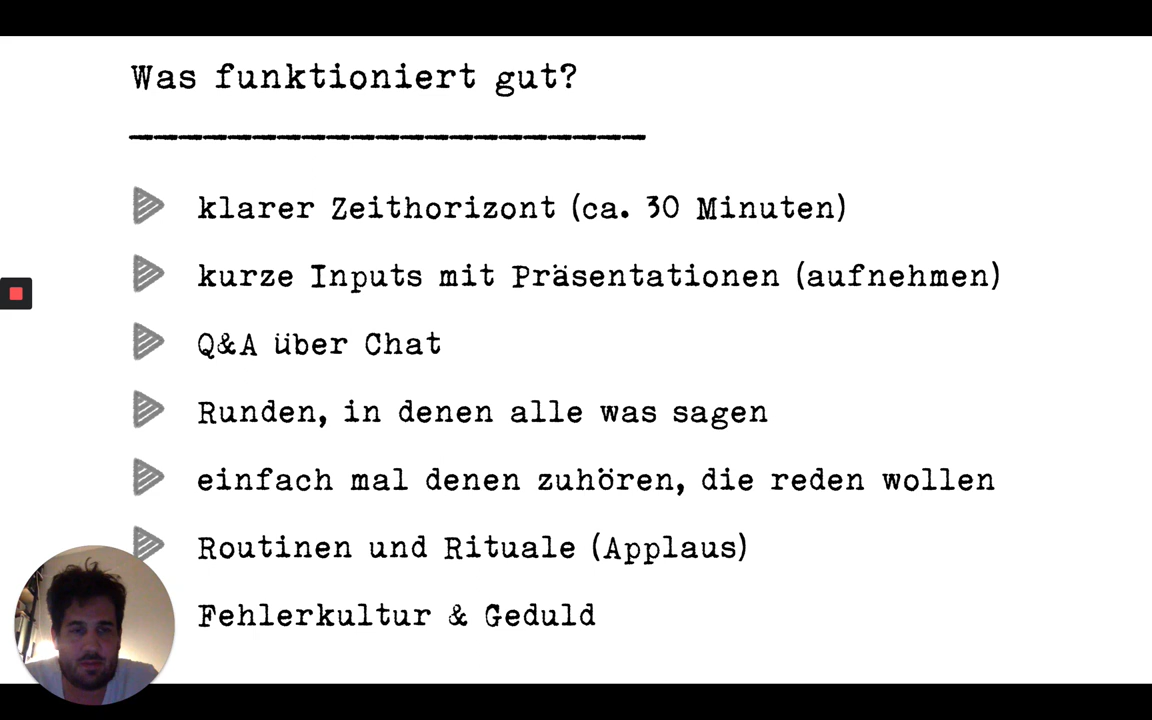 Was funktioniert gut?
klarer Zeithorizont (ca. 30 Minuten)
kurze Inputs mit Präsentationen (aufnehmen)
Q&A über Chat
Runden, in denen alle was sagen
einfach mal denen zuhören, die reden wollen
Routinen und Rituale (Applaus)
Fehlerkultur & Geduld